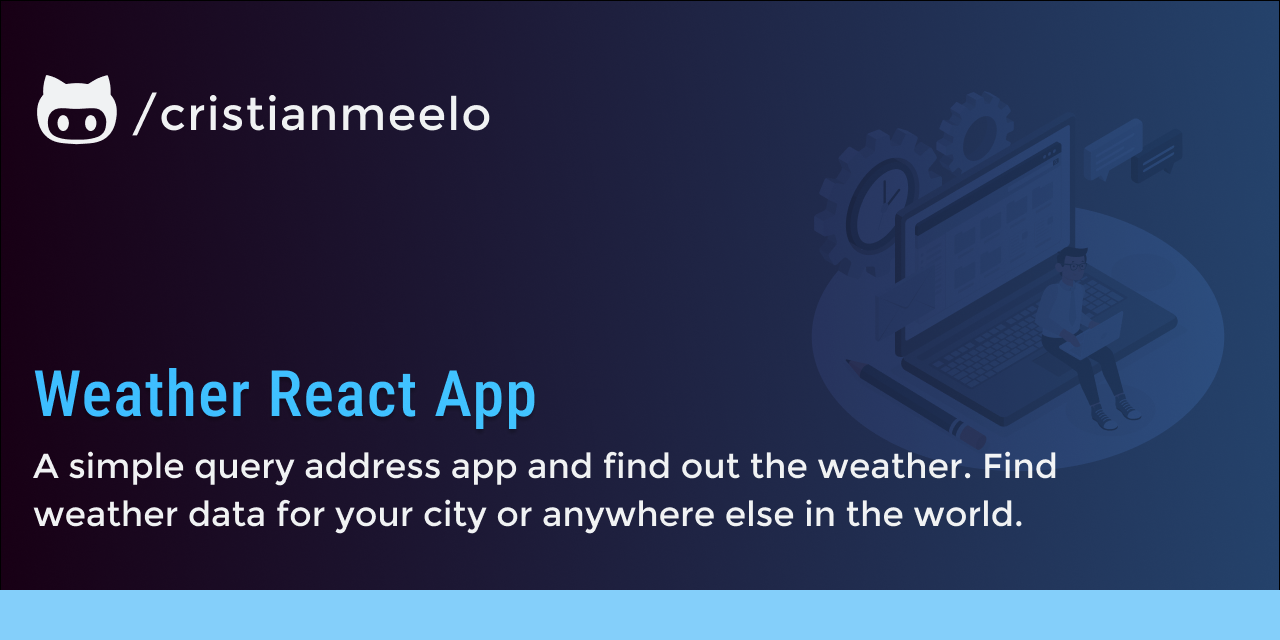 /cristianmeelo
Weather React App
A simple query address app and find out the weather. Find
weather data for your city or anywhere else in the world.